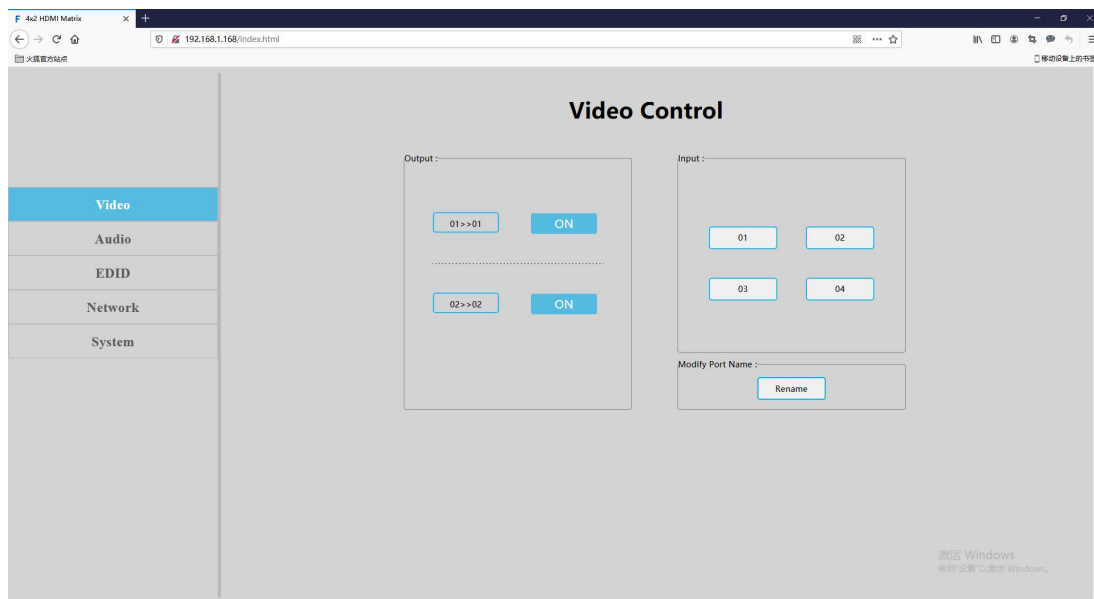 F 4x2 HDMI Matrix
192.168.1.168/index.html
火狐官方站点
移动设备上的书签
Video Control
Video
Audio
EDID
Network
System
Output :
01>>01
ON
02>>02
ON
Input :
01
02
03
04
Modify Port Name :
Rename
激活 Windows
转到"设置"以激活 Windows。